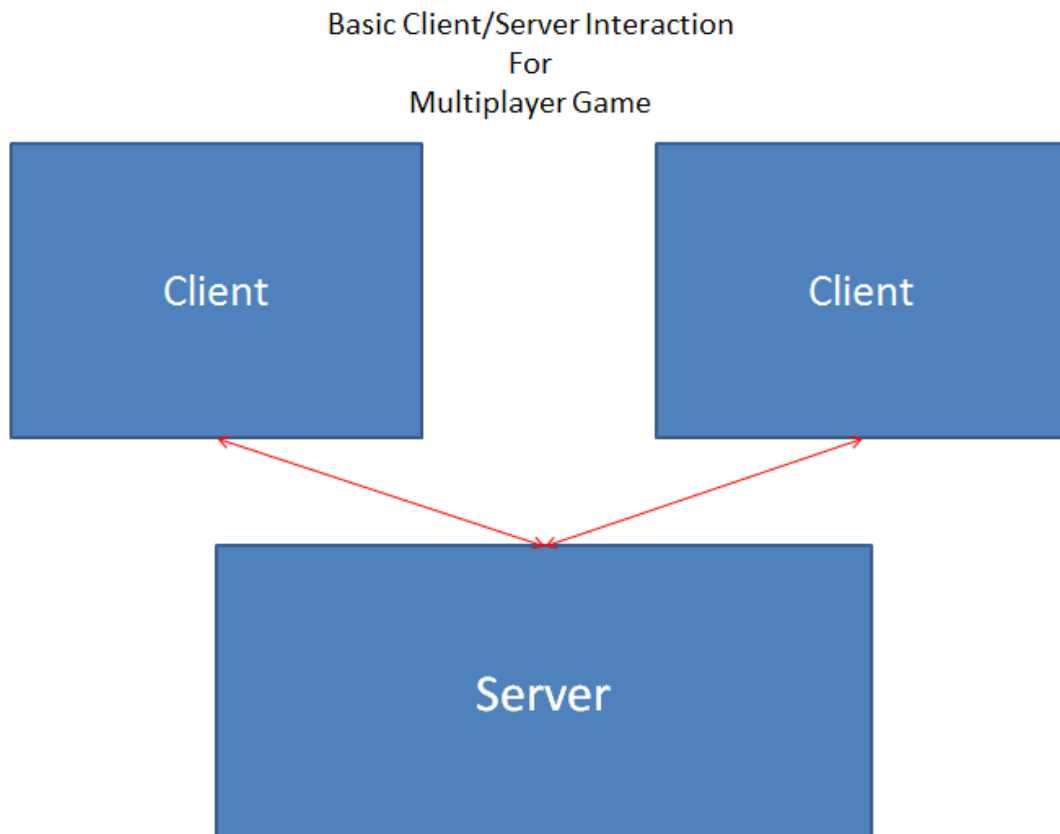 Basic Client/Server Interaction
For
Multiplayer Game
Client
Client
Server